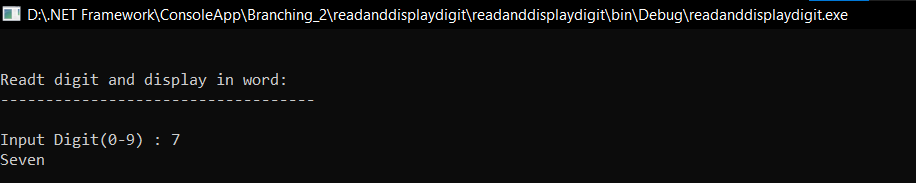 D:\.NET Framework\ConsoleApp\Branching_2\readanddisplaydigit\readanddisplaydigit\bin\Debug\readanddisplaydigit.exe
Readt digit and display in word:
-----------------------------------
Input Digit(0-9) : 7
Seven